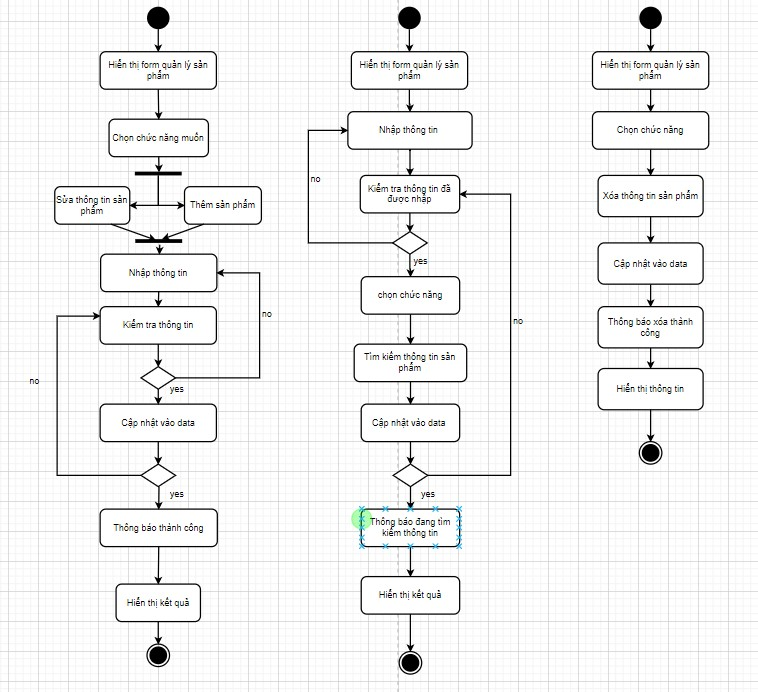 Hiển thị form quản lý sản
phẩm
Chọn chức năng muốn
Sửa thông tin sản
phẩm
Thêm sản phẩm
Nhập thông tin
no
Kiểm tra thông tin
no
yes
Cập nhật vào data
yes
Thông báo thành công
Hiển thị kết quả
Hiển thị form quản lý sản
phẩm
Nhập thông tin
no
Kiểm tra thông tin đã
được nhập
yes
chọn chức năng
no
Tìm kiếm thông tin sản
phẩm
Cập nhật vào data
yes
Thông báo đang tìm
kiếm thông tin
Hiển thị kết quả
Hiển thị form quản lý sản
phẩm
Chọn chức năng
Xóa thông tin sản phẩm
Cập nhật vào data
Thông báo xóa thành
công
Hiển thị thông tin